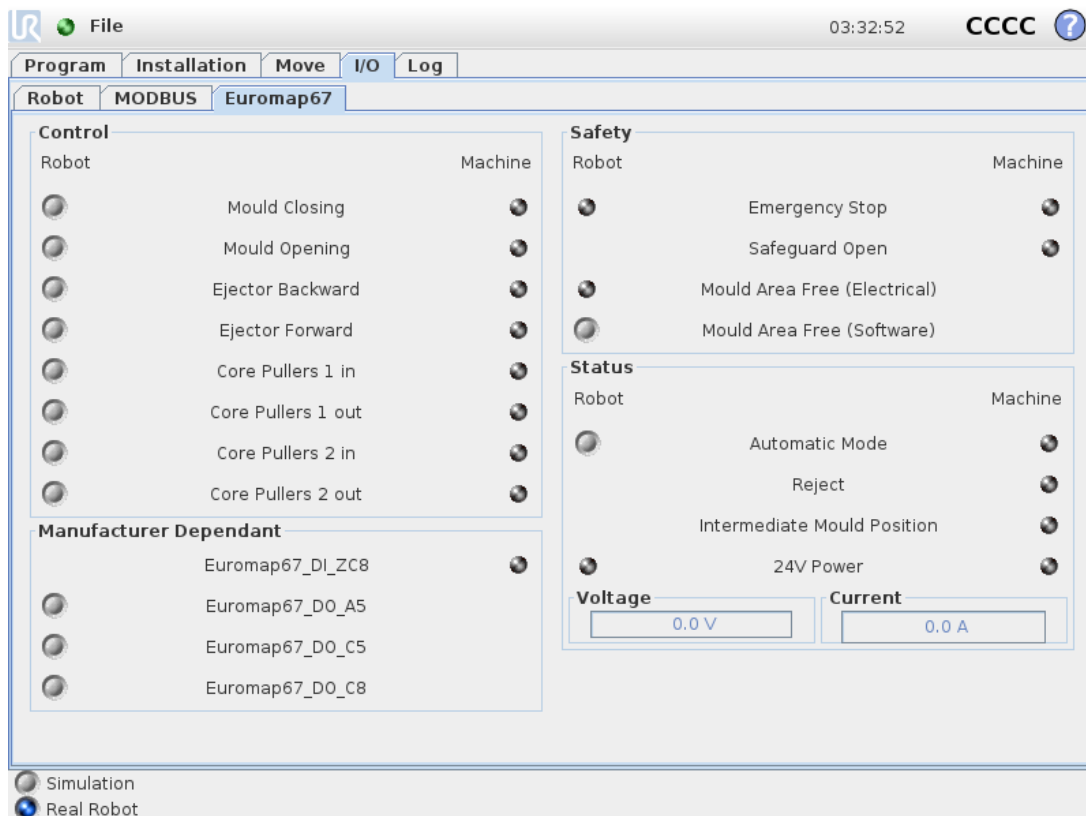 UR File 03:32:52 CCCC ?
Program Installation Move I/O Log
Robot MODBUS Euromap67
Control
Robot Machine
Mould Closing
Mould Opening
Ejector Backward
Ejector Forward
Core Pullers 1 in
Core Pullers 1 out
Core Pullers 2 in
Core Pullers 2 out
Manufacturer Dependant
Euromap67_DI_ZC8
Euromap67_DO_A5
Euromap67_DO_C5
Euromap67_DO_C8
Safety
Robot Machine
Emergency Stop
Safeguard Open
Mould Area Free (Electrical)
Mould Area Free (Software)
Status
Robot Machine
Automatic Mode
Reject
Intermediate Mould Position
24V Power
Voltage Current
0.0 V 0.0 A
Simulation
Real Robot